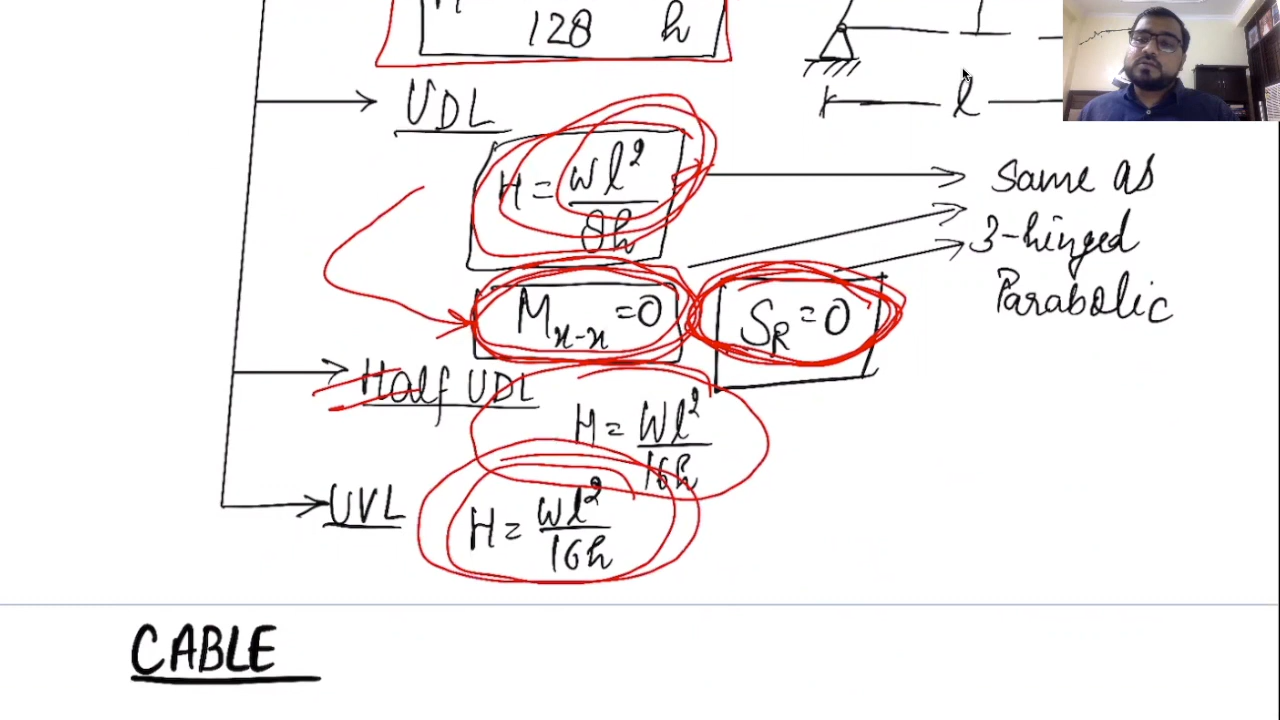 128 h
l
UDL
H = wl²/8h
Same as
3-hinged
Parabolic
M x-x = 0
S_R = 0
Half UDL
H = Wl²/16h
UVL
H = Wl²/16h
CABLE